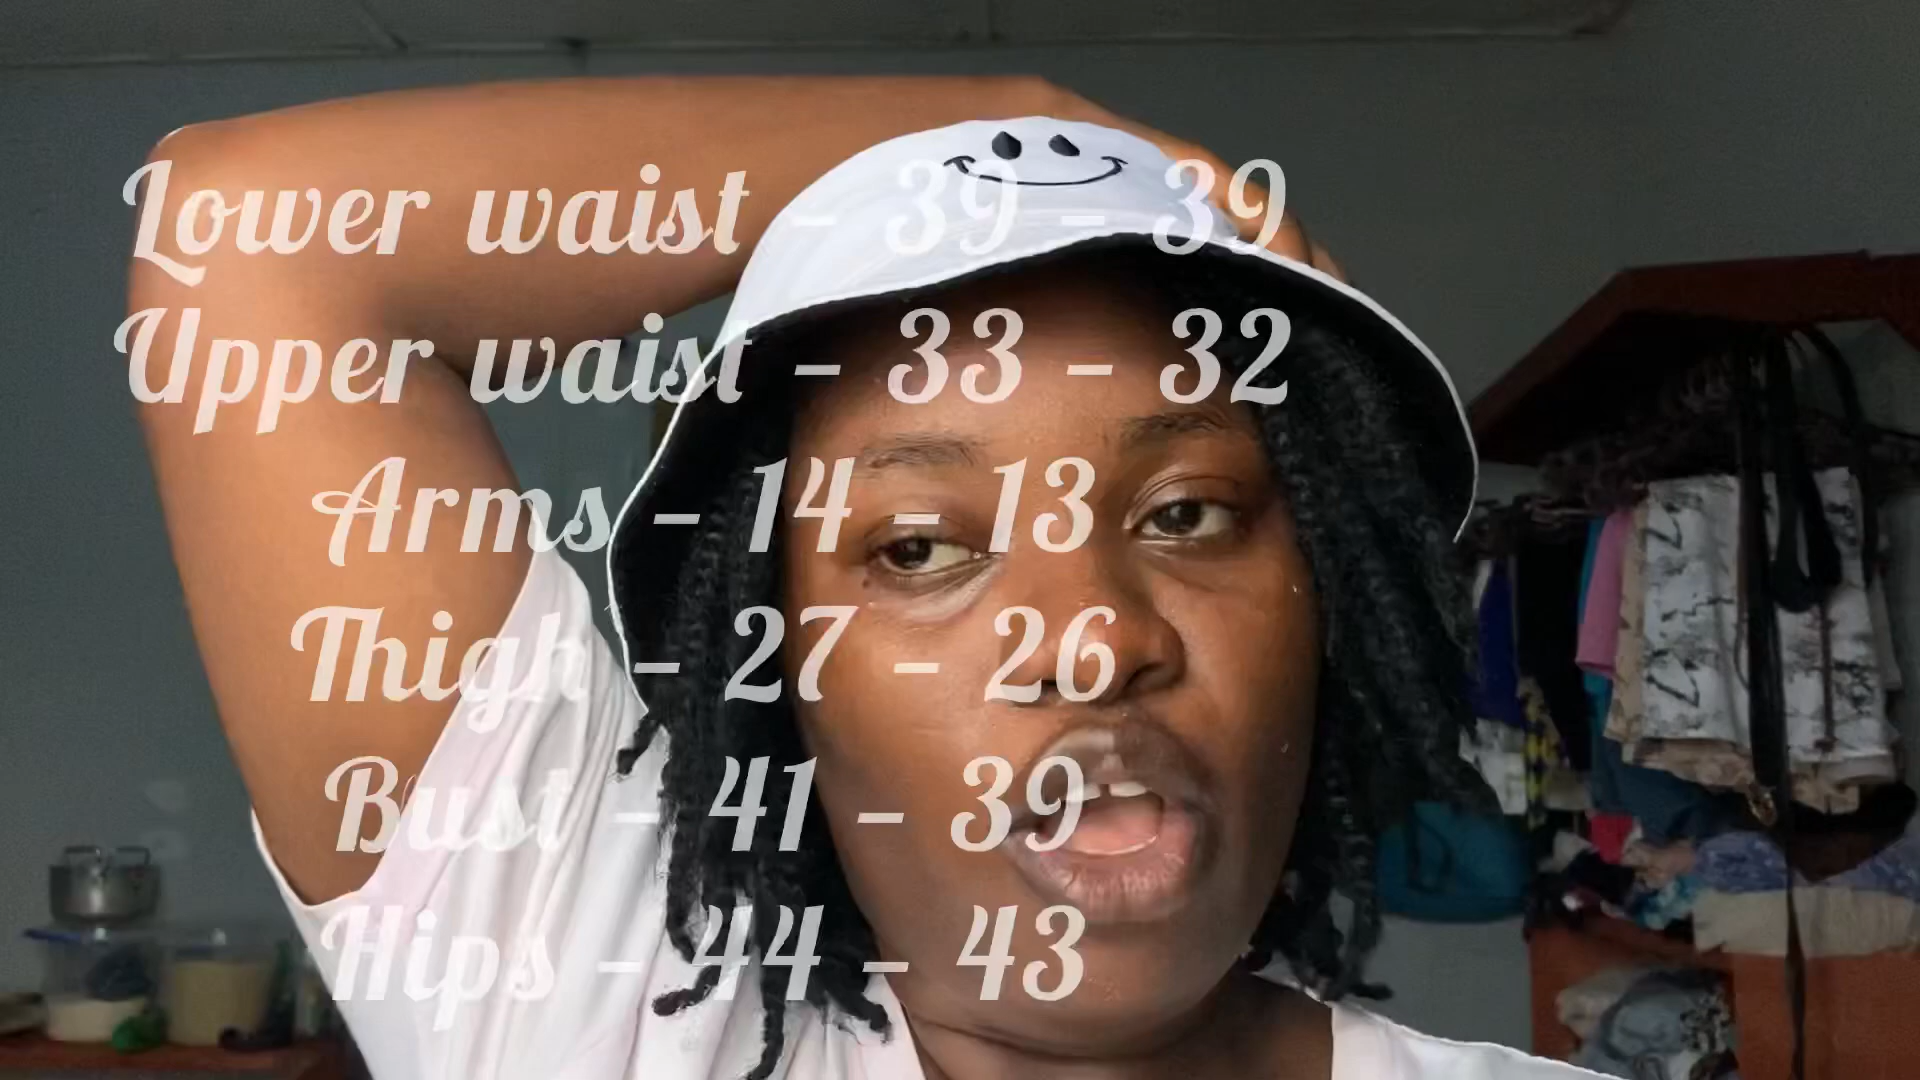 Lower waist - 39 - 39
Upper waist - 33 - 32
Arms - 14 - 13
Thigh - 27 - 26
Bust - 41 - 39
Hips - 44 - 43